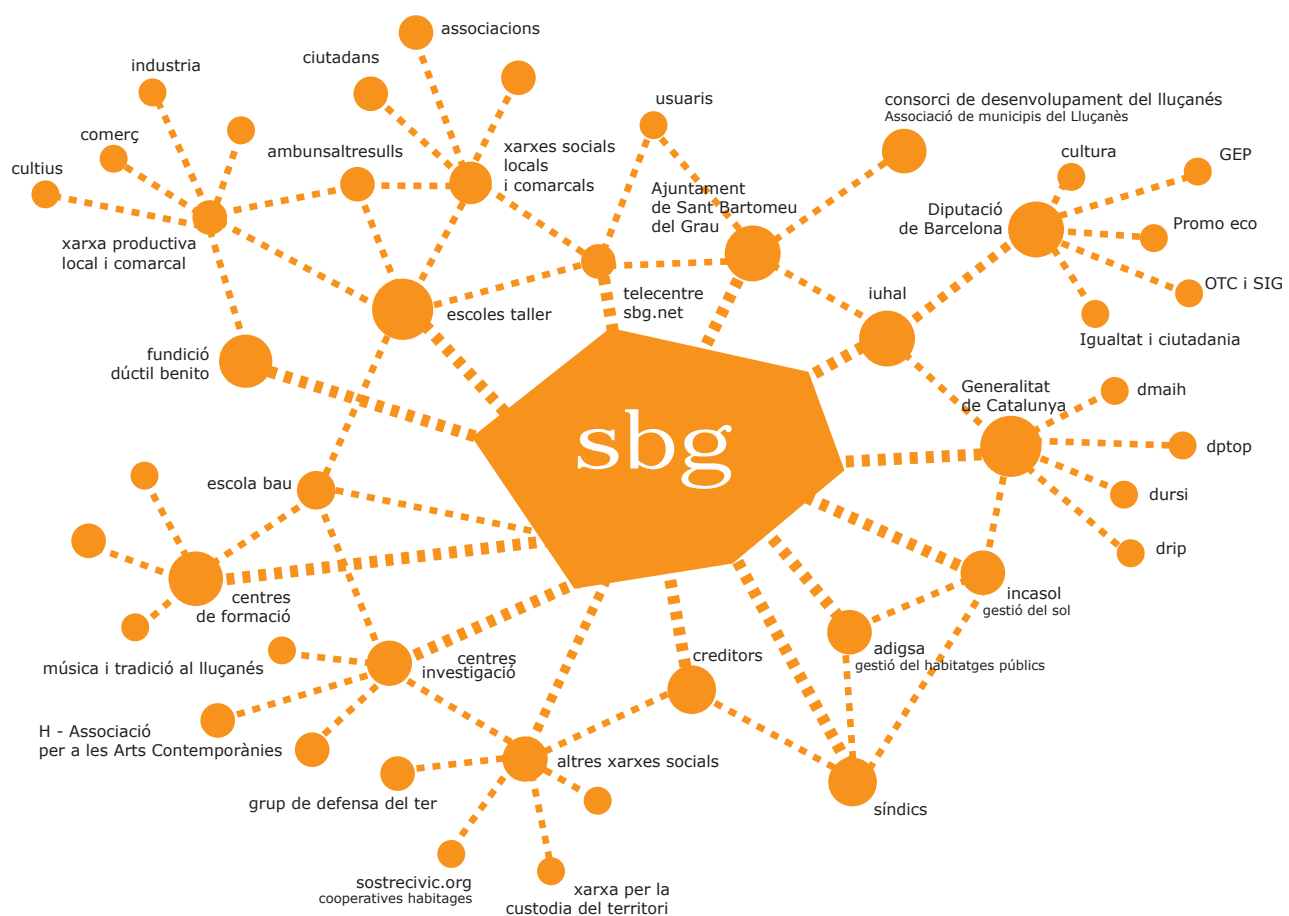 associacions
ciutadans
industria
usuaris
consorci de desenvolupament del lluçanés
Associació de municipis del Lluçanès
comerç
ambunsaltresulls
xarxes socials
locals
i comarcals
cultura
GEP
cultius
Ajuntament
de Sant Bartomeu
del Grau
Diputació
de Barcelona
Promo eco
xarxa productiva
local i comarcal
OTC i SIG
telecentre
sbg.net
iuhal
escoles taller
Igualtat i ciutadania
fundició
dúctil benito
Generalitat
de Catalunya
dmaih
sbg
dptop
escola bau
dursi
drip
centres
de formació
incasol
gestió del sol
adigsa
gestió del habitatges públics
música i tradició al lluçanés
centres
investigació
creditors
H - Associació
per a les Arts Contemporànies
altres xarxes socials
grup de defensa del ter
síndics
sostrecivic.org
cooperatives habitages
xarxa per la
custodia del territori